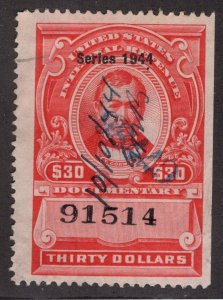 UNITED STATES
Series 1944
INTERNAL REVENUE
$30 $30
DOCUMENTARY
91514
THIRTY DOLLARS